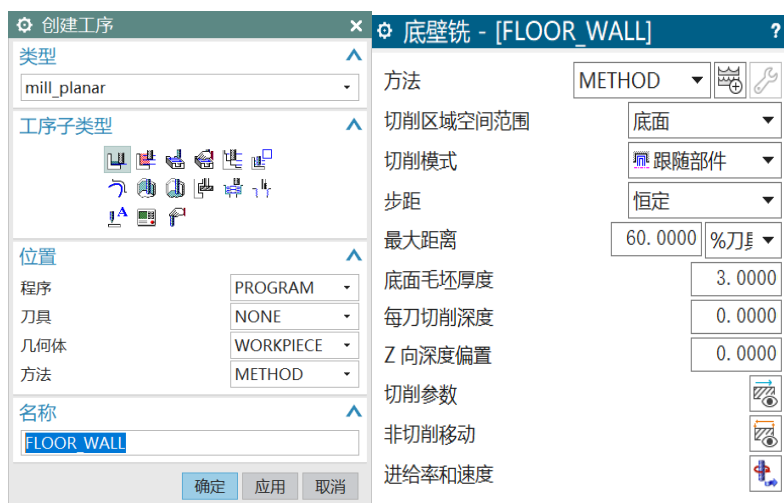 创建工序
类型
mill_planar
工序子类型
位置
程序 PROGRAM
刀具 NONE
几何体 WORKPIECE
方法 METHOD
名称
FLOOR_WALL
确定 应用 取消
底壁铣 - [FLOOR_WALL] ?
方法 METHOD
切削区域空间范围 底面
切削模式 跟随部件
步距 恒定
最大距离 60.0000 %刀具
底面毛坯厚度 3.0000
每刀切削深度 0.0000
Z 向深度偏置 0.0000
切削参数
非切削移动
进给率和速度